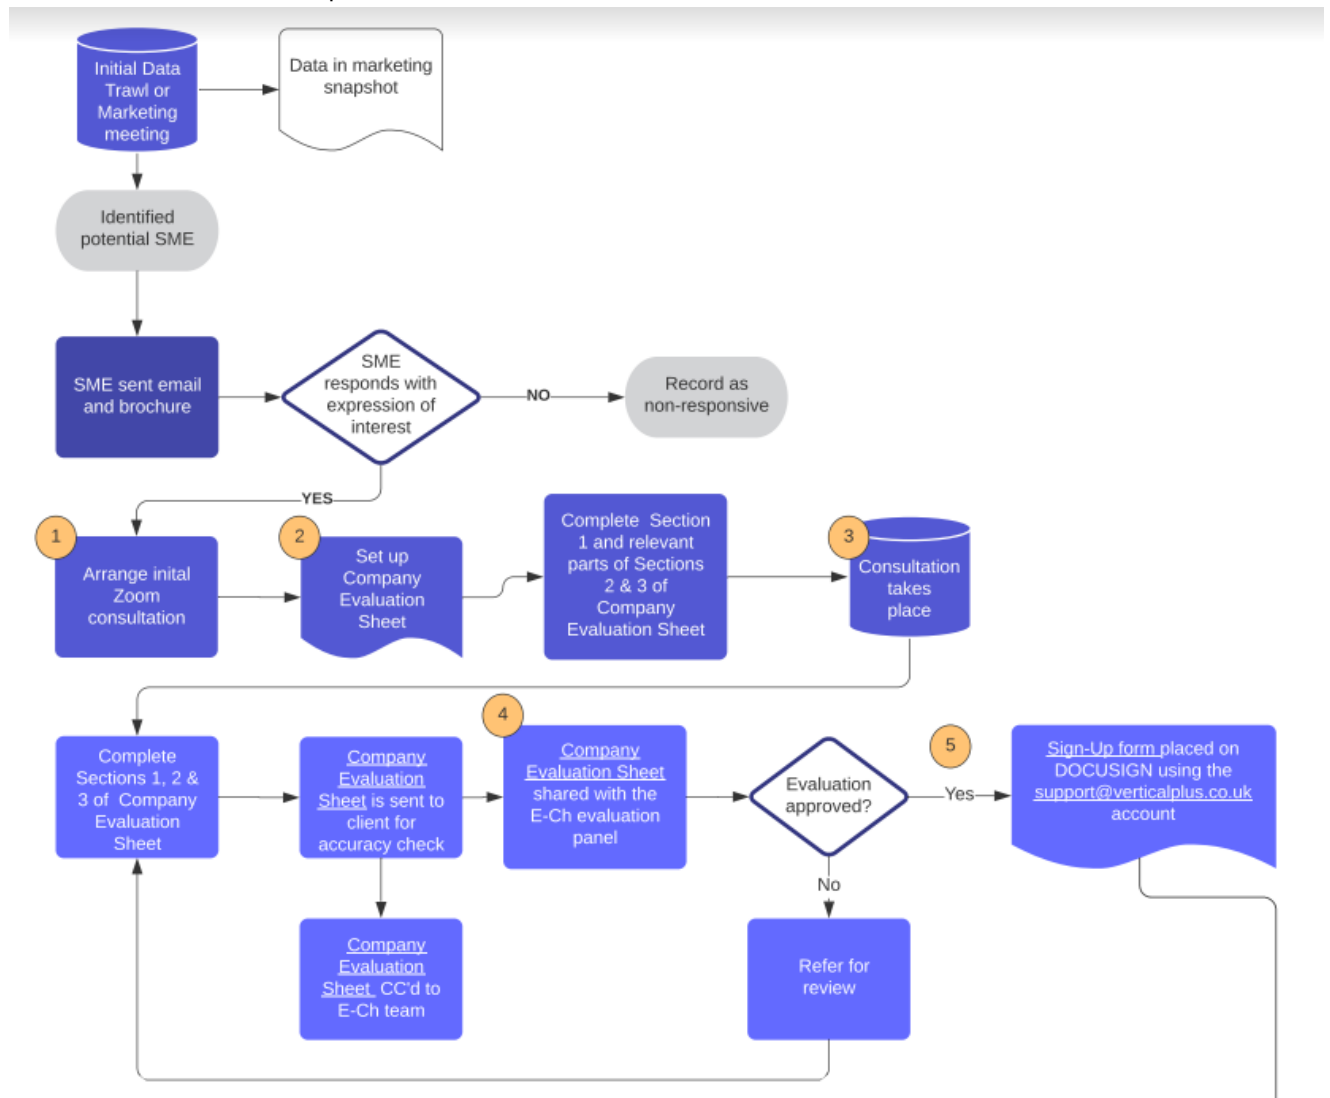 Initial Data
Trawl or
Marketing
meeting
Data in marketing
snapshot
Identified
potential SME
SME sent email
and brochure
SME
responds with
expression of
interest
NO
Record as
non-responsive
YES
1
Arrange inital
Zoom
consultation
2
Set up
Company
Evaluation
Sheet
Complete Section
1 and relevant
parts of Sections
2 & 3 of
Company
Evaluation Sheet
3
Consultation
takes
place
Complete
Sections 1, 2 &
3 of Company
Evaluation
Sheet
Company
Evaluation
Sheet is sent to
client for
accuracy check
4
Company
Evaluation Sheet
shared with the
E-Ch evaluation
panel
Evaluation
approved?
5
Yes
Sign-Up form placed on
DOCUSIGN using the
support@verticalplus.co.uk
account
No
Company
Evaluation
Sheet CC'd to
E-Ch team
Refer for
review